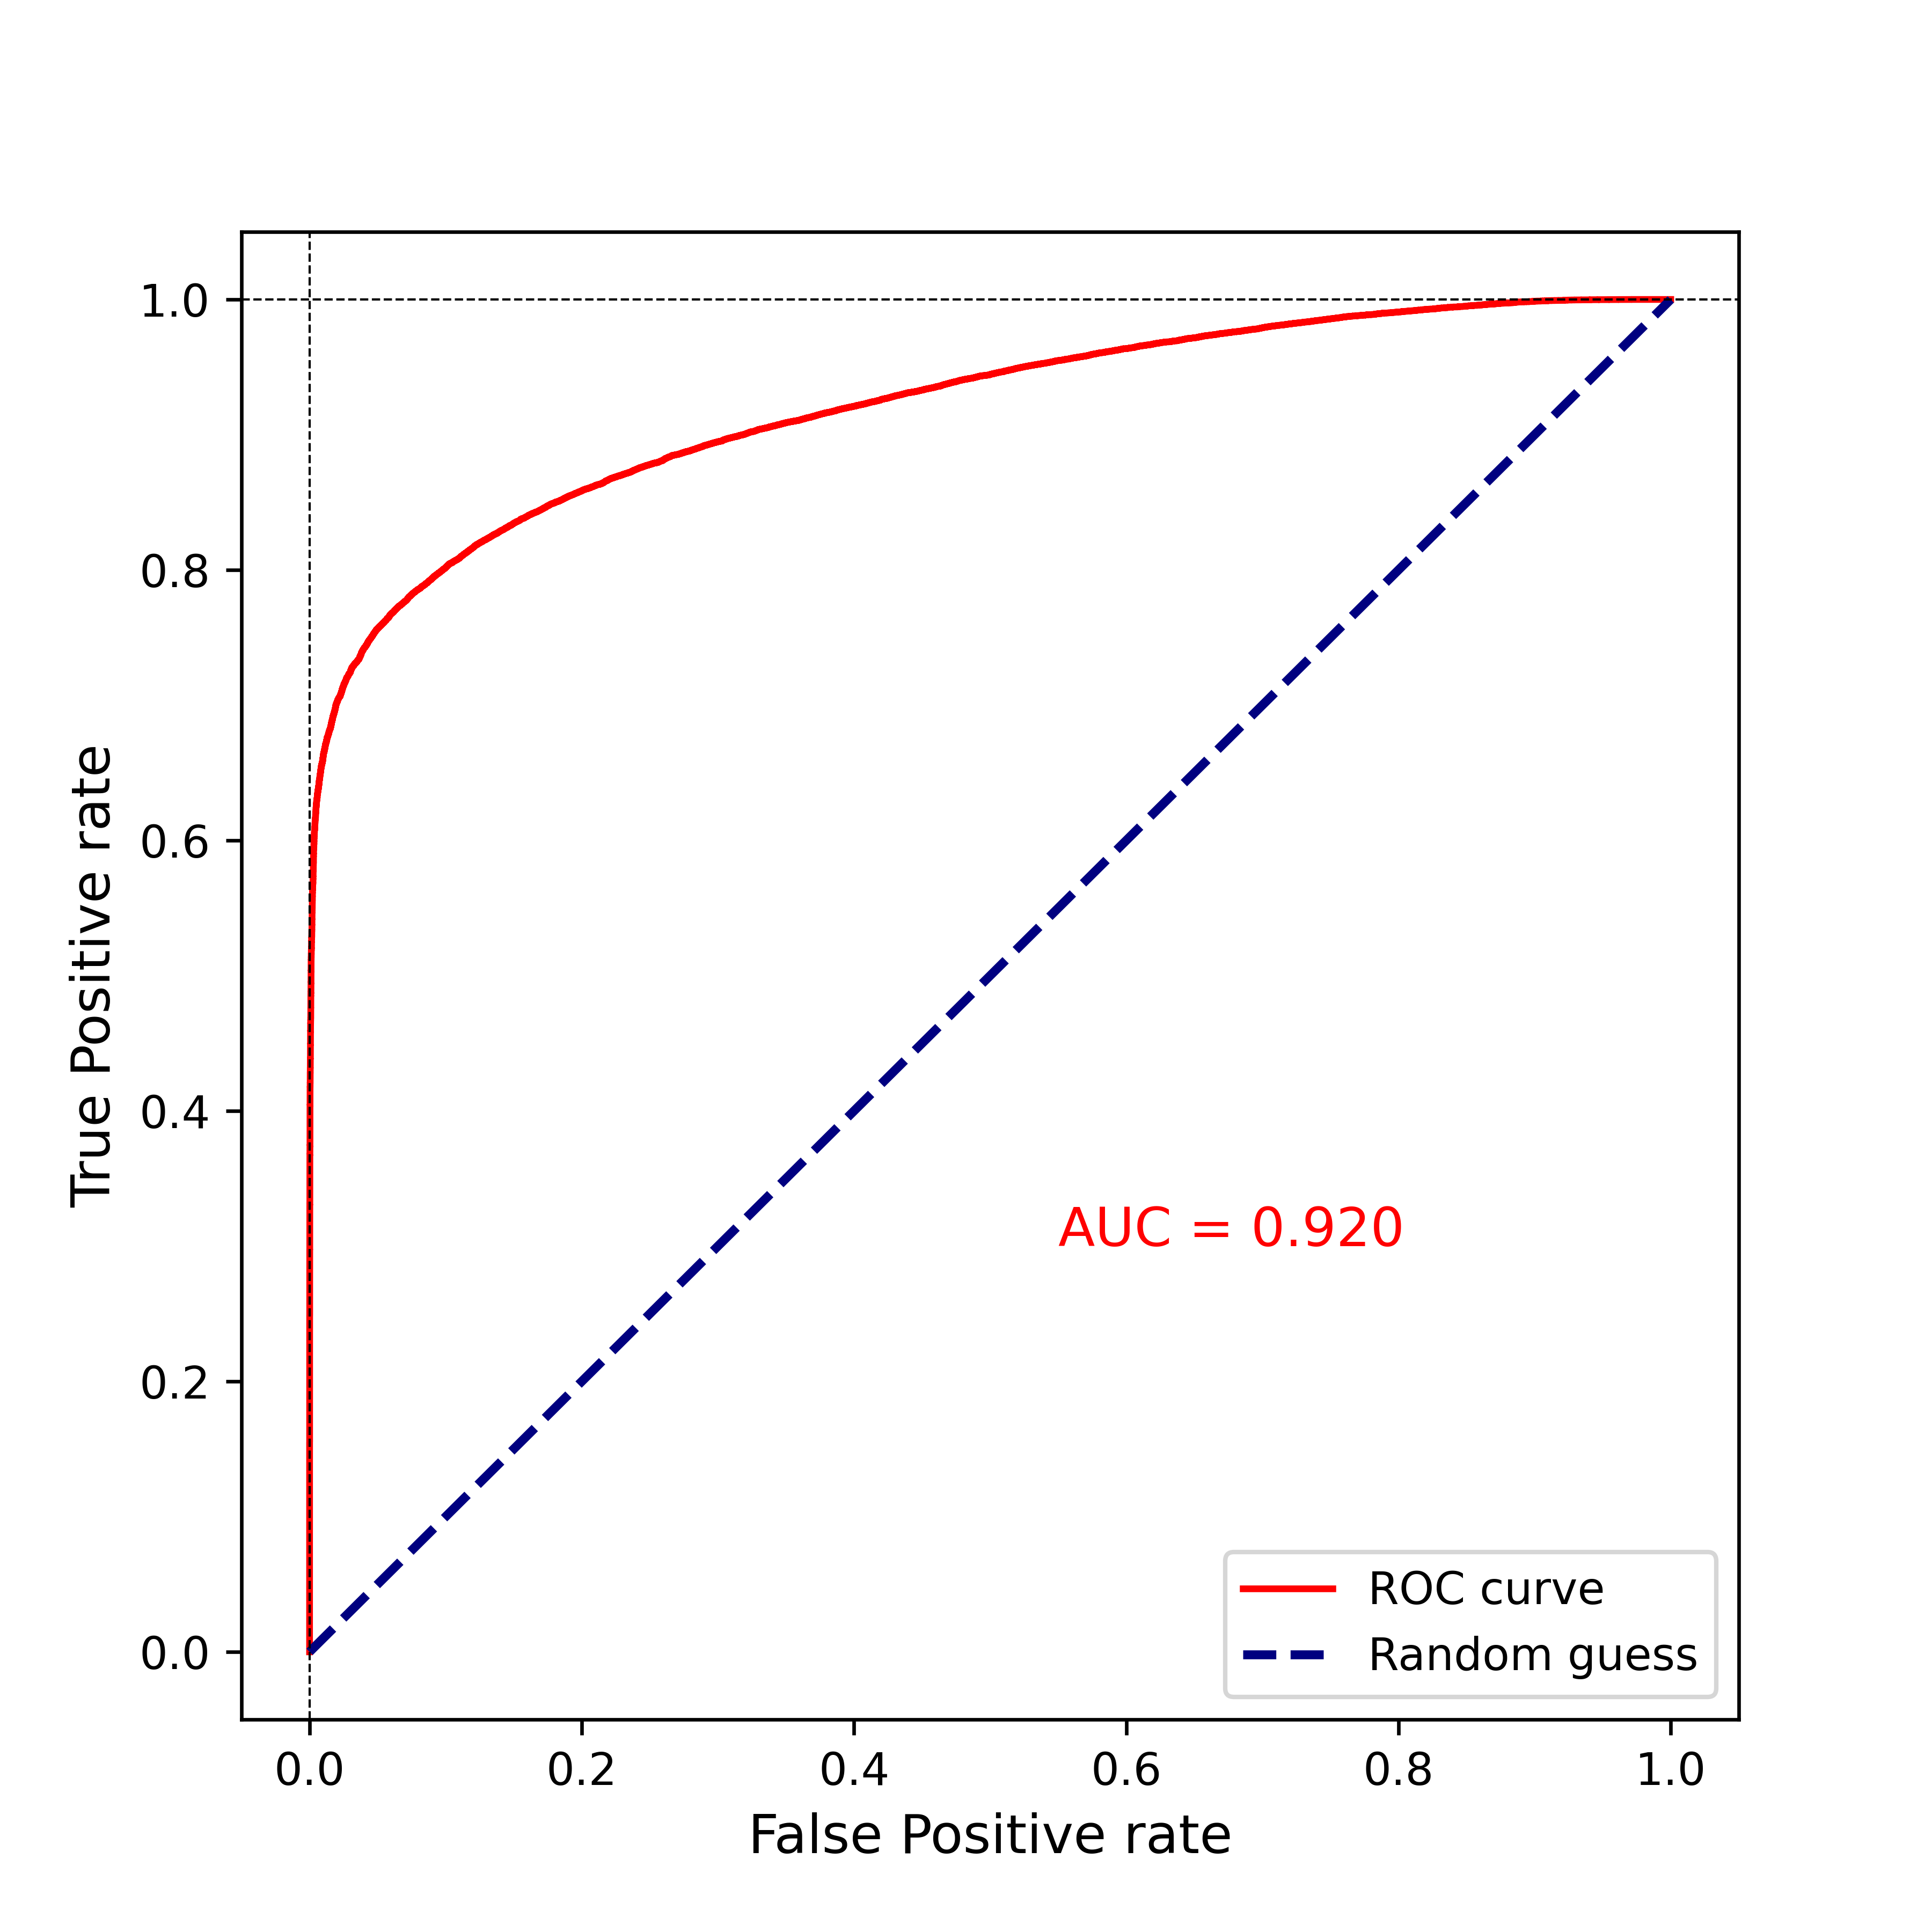 1.0
0.8
0.6
0.4
0.2
0.0
True Positive rate
AUC = 0.920
ROC curve
Random guess
0.0 0.2 0.4 0.6 0.8 1.0
False Positive rate